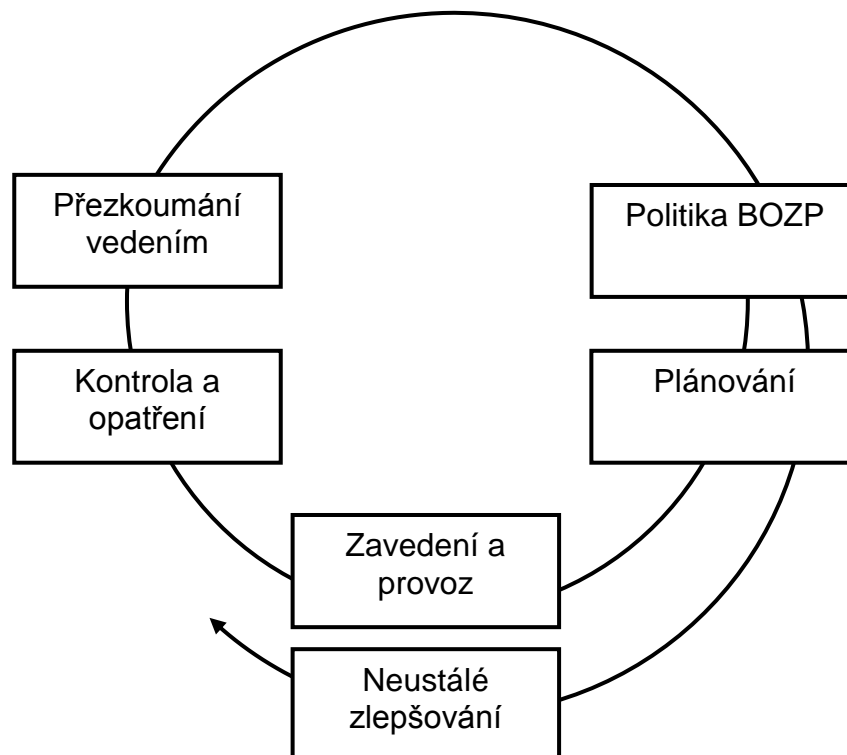 Přezkoumání
vedením
Politika BOZP
Kontrola a
opatření
Plánování
Zavedení a
provoz
Neustálé
zlepšování